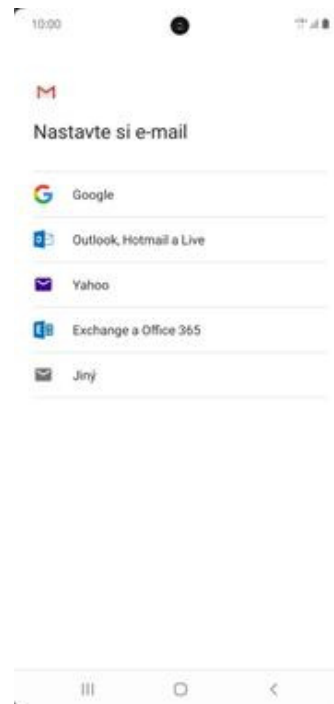 10:00
Nastavte si e-mail
Google
Outlook, Hotmail a Live
Yahoo
Exchange a Office 365
Jiný